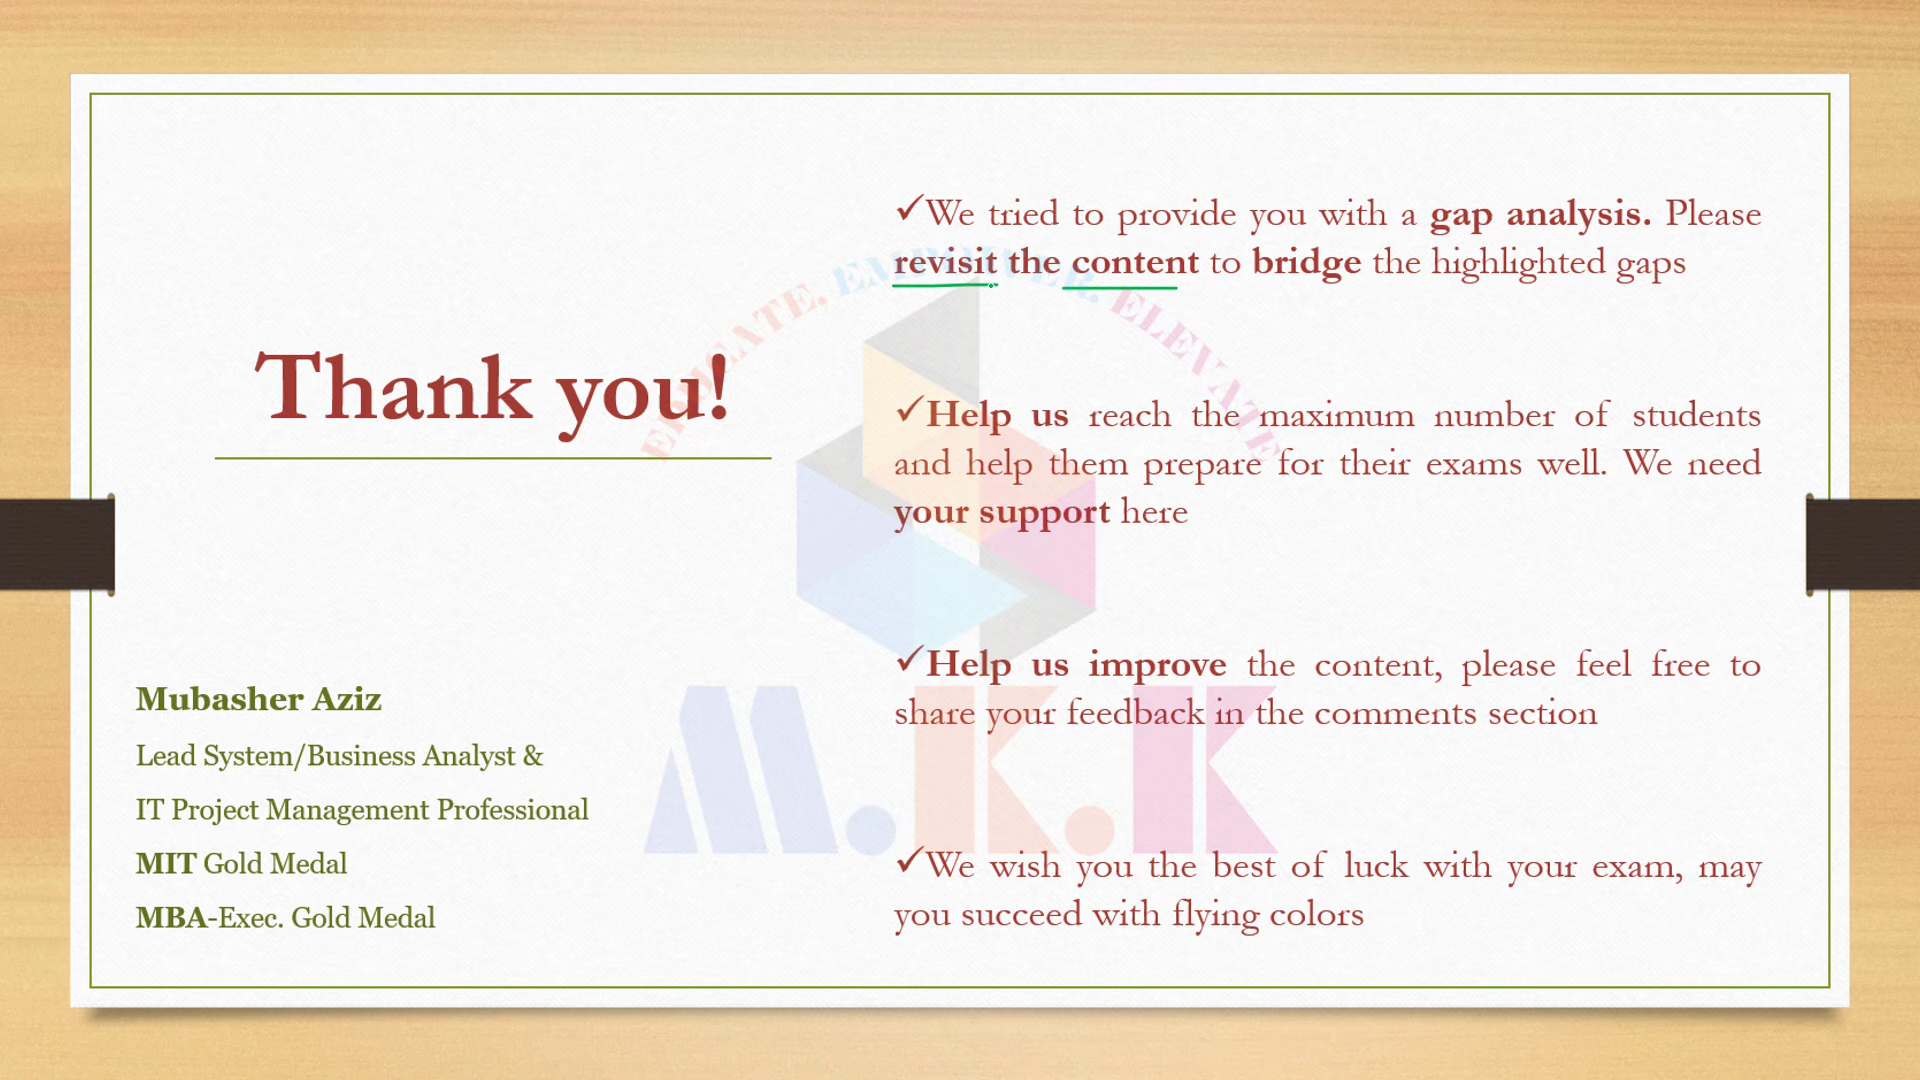 Thank you!
Mubasher Aziz
Lead System/Business Analyst &
IT Project Management Professional
MIT Gold Medal
MBA-Exec. Gold Medal
✓We tried to provide you with a gap analysis. Please
revisit the content to bridge the highlighted gaps
✓Help us reach the maximum number of students
and help them prepare for their exams well. We need
your support here
✓Help us improve the content, please feel free to
share your feedback in the comments section
✓We wish you the best of luck with your exam, may
you succeed with flying colors
EDUCATE. EMPOWER. ELEVATE
M.K.K